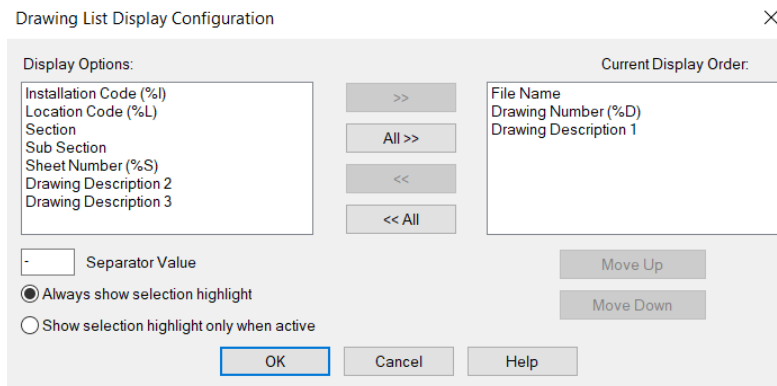 Drawing List Display Configuration
Display Options:
Current Display Order:
Installation Code (%I)
Location Code (%L)
Section
Sub Section
Sheet Number (%S)
Drawing Description 2
Drawing Description 3
>>
All >>
<<
<< All
File Name
Drawing Number (%D)
Drawing Description 1
- Separator Value
Always show selection highlight
Show selection highlight only when active
Move Up
Move Down
OK Cancel Help